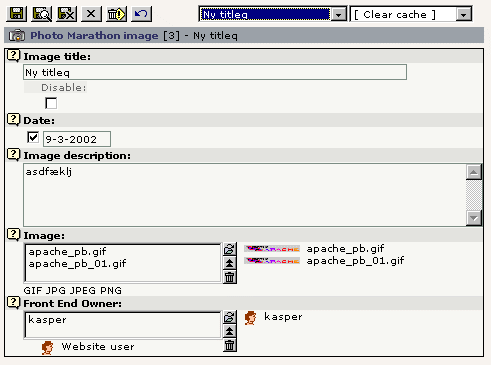 Ny titleq [ Clear cache ]
Photo Marathon image [3] - Ny titleq
Image title:
Ny titleq
Disable:
Date:
9-3-2002
Image description:
asdfæklj
Image:
apache_pb.gif apache_pb.gif
apache_pb_01.gif apache_pb_01.gif
GIF JPG JPEG PNG
Front End Owner:
kasper kasper
Website user